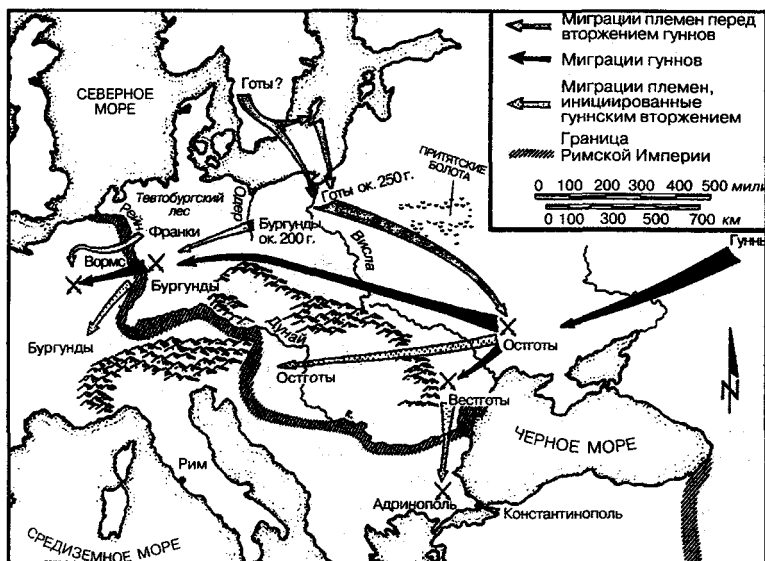 Миграции племен перед
вторжением гуннов
Миграции гуннов
Миграции племен,
инициированные
гуннским вторжением
Граница
Римской Империи
0 100 200 300 400 500 мили
0 100 300 500 700 км
Готы?
СЕВЕРНОЕ
МОРЕ
ПРИТЯТСКИЕ
БОЛОТА
Тевтобургский
лес
Одер
Готы ок. 250 г.
Рейн
Франки
Бургунды
ок. 200 г.
Висла
Гунны
Вормс
Бургунды
Дунай
Бургунды
Остготы
Остготы
Вестготы
N
ЧЕРНОЕ МОРЕ
Рим
Адринополь
Константинополь
СРЕДИЗЕМНОЕ МОРЕ